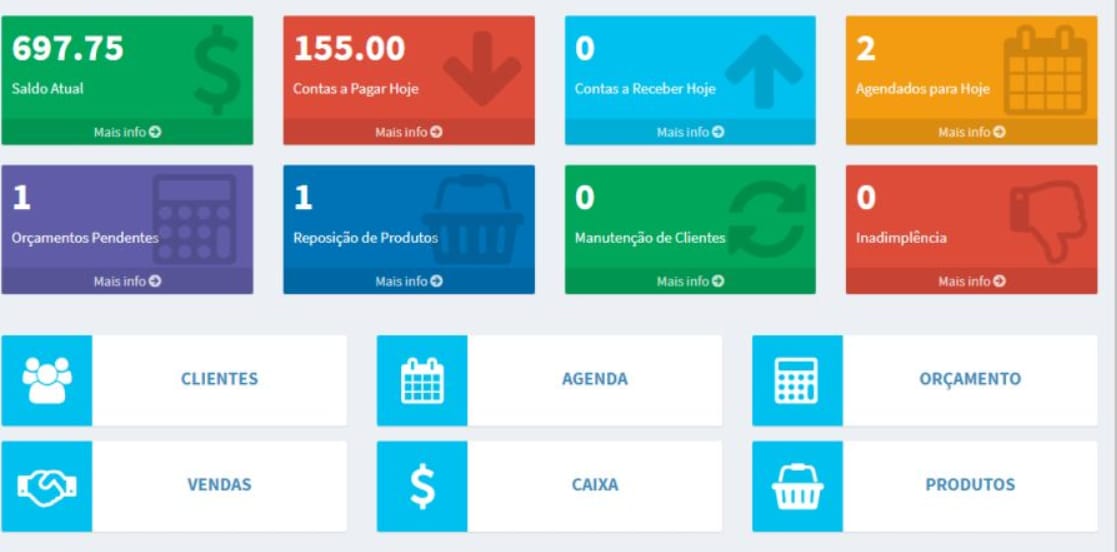 697.75
Saldo Atual
Mais info
155.00
Contas a Pagar Hoje
Mais info
0
Contas a Receber Hoje
Mais info
2
Agendados para Hoje
Mais info
1
Orçamentos Pendentes
Mais info
1
Reposição de Produtos
Mais info
0
Manutenção de Clientes
Mais info
0
Inadimplência
Mais info
CLIENTES
AGENDA
ORÇAMENTO
VENDAS
CAIXA
PRODUTOS